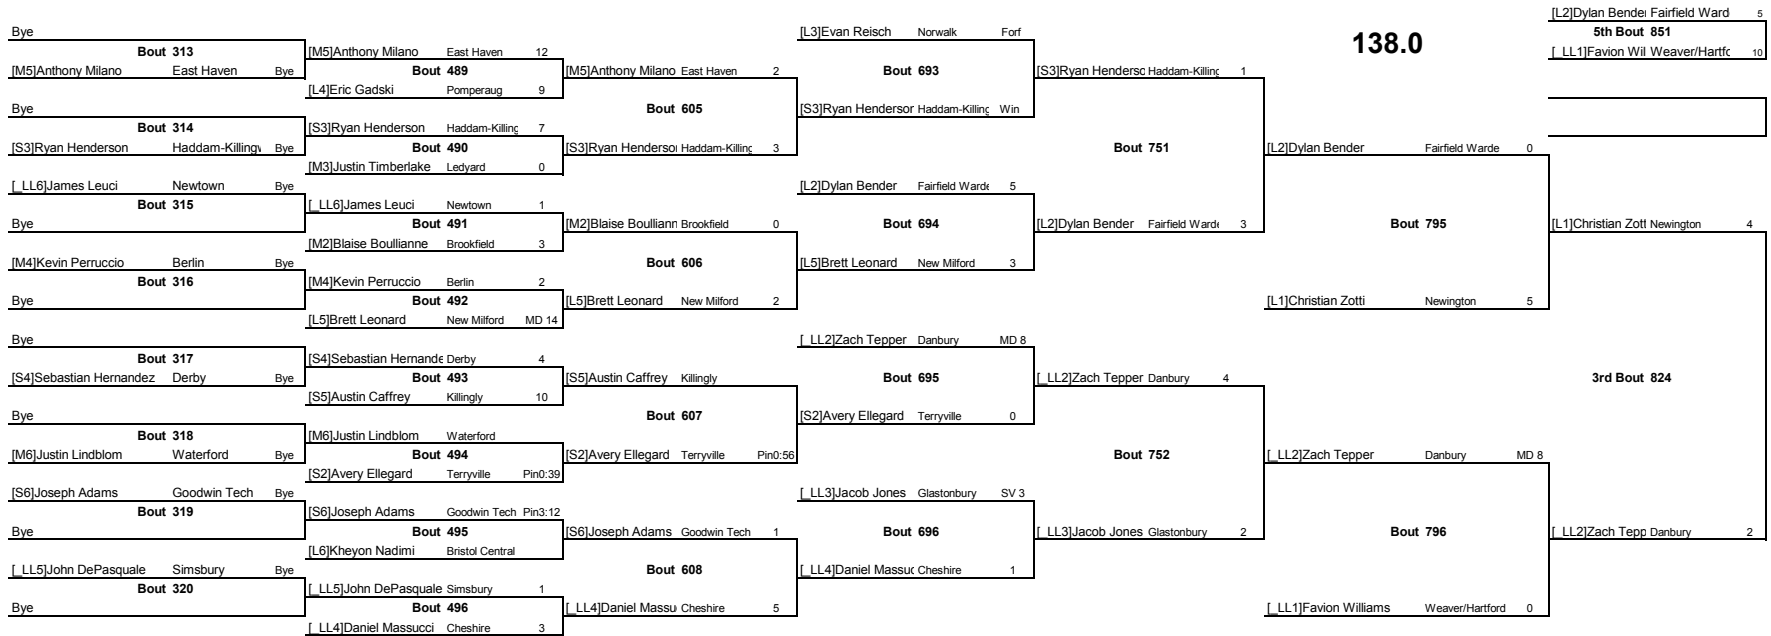 138.0
Bye
Bout 313
[M5]Anthony Milano East Haven Bye
Bye
Bout 314
[S3]Ryan Henderson Haddam-Killingw Bye
[_LL6]James Leuci Newtown Bye
Bout 315
Bye
[M4]Kevin Perruccio Berlin Bye
Bout 316
Bye
Bye
Bout 317
[S4]Sebastian Hernandez Derby Bye
Bye
Bout 318
[M6]Justin Lindblom Waterford Bye
[S6]Joseph Adams Goodwin Tech Bye
Bout 319
Bye
[_LL5]John DePasquale Simsbury Bye
Bout 320
Bye
[M5]Anthony Milano East Haven 12
Bout 489
[L4]Eric Gadski Pomperaug 9
[S3]Ryan Henderson Haddam-Killing 7
Bout 490
[M3]Justin Timberlake Ledyard 0
[_LL6]James Leuci Newtown 1
Bout 491
[M2]Blaise Boullianne Brookfield 3
[M4]Kevin Perruccio Berlin 2
Bout 492
[L5]Brett Leonard New Milford MD 14
[S4]Sebastian Hernande Derby 4
Bout 493
[S5]Austin Caffrey Killingly 10
[M6]Justin Lindblom Waterford
Bout 494
[S2]Avery Ellegard Terryville Pin0:39
[S6]Joseph Adams Goodwin Tech Pin3:12
Bout 495
[L6]Kheyon Nadimi Bristol Central
[_LL5]John DePasquale Simsbury 1
Bout 496
[_LL4]Daniel Massucci Cheshire 3
[M5]Anthony Milano East Haven 2
Bout 605
[S3]Ryan Henderso Haddam-Killing 3
[M2]Blaise Boulliann Brookfield 0
Bout 606
[L5]Brett Leonard New Milford 2
[S5]Austin Caffrey Killingly
Bout 607
[S2]Avery Ellegard Terryville Pin0:56
[S6]Joseph Adams Goodwin Tech 1
Bout 608
[_LL4]Daniel Massu Cheshire 5
[L3]Evan Reisch Norwalk Forf
Bout 693
[S3]Ryan Henderson Haddam-Killing Win
[L2]Dylan Bender Fairfield Warde 5
Bout 694
[L5]Brett Leonard New Milford 3
[_LL2]Zach Tepper Danbury MD 8
Bout 695
[S2]Avery Ellegard Terryville 0
[_LL3]Jacob Jones Glastonbury SV 3
Bout 696
[_LL4]Daniel Massuc Cheshire 1
[S3]Ryan Henderso Haddam-Killing 1
Bout 751
[L2]Dylan Bender Fairfield Warde 3
[_LL2]Zach Tepper Danbury 4
Bout 752
[_LL3]Jacob Jones Glastonbury 2
[L2]Dylan Bender Fairfield Warde 0
Bout 795
[L1]Christian Zotti Newington 5
[_LL2]Zach Tepper Danbury MD 8
Bout 796
[_LL1]Favion Williams Weaver/Hartford 0
[L1]Christian Zott Newington 4
3rd Bout 824
[_LL2]Zach Tepp Danbury 2
[L2]Dylan Bende Fairfield Ward 5
5th Bout 851
[_LL1]Favion Wil Weaver/Hartfo 10